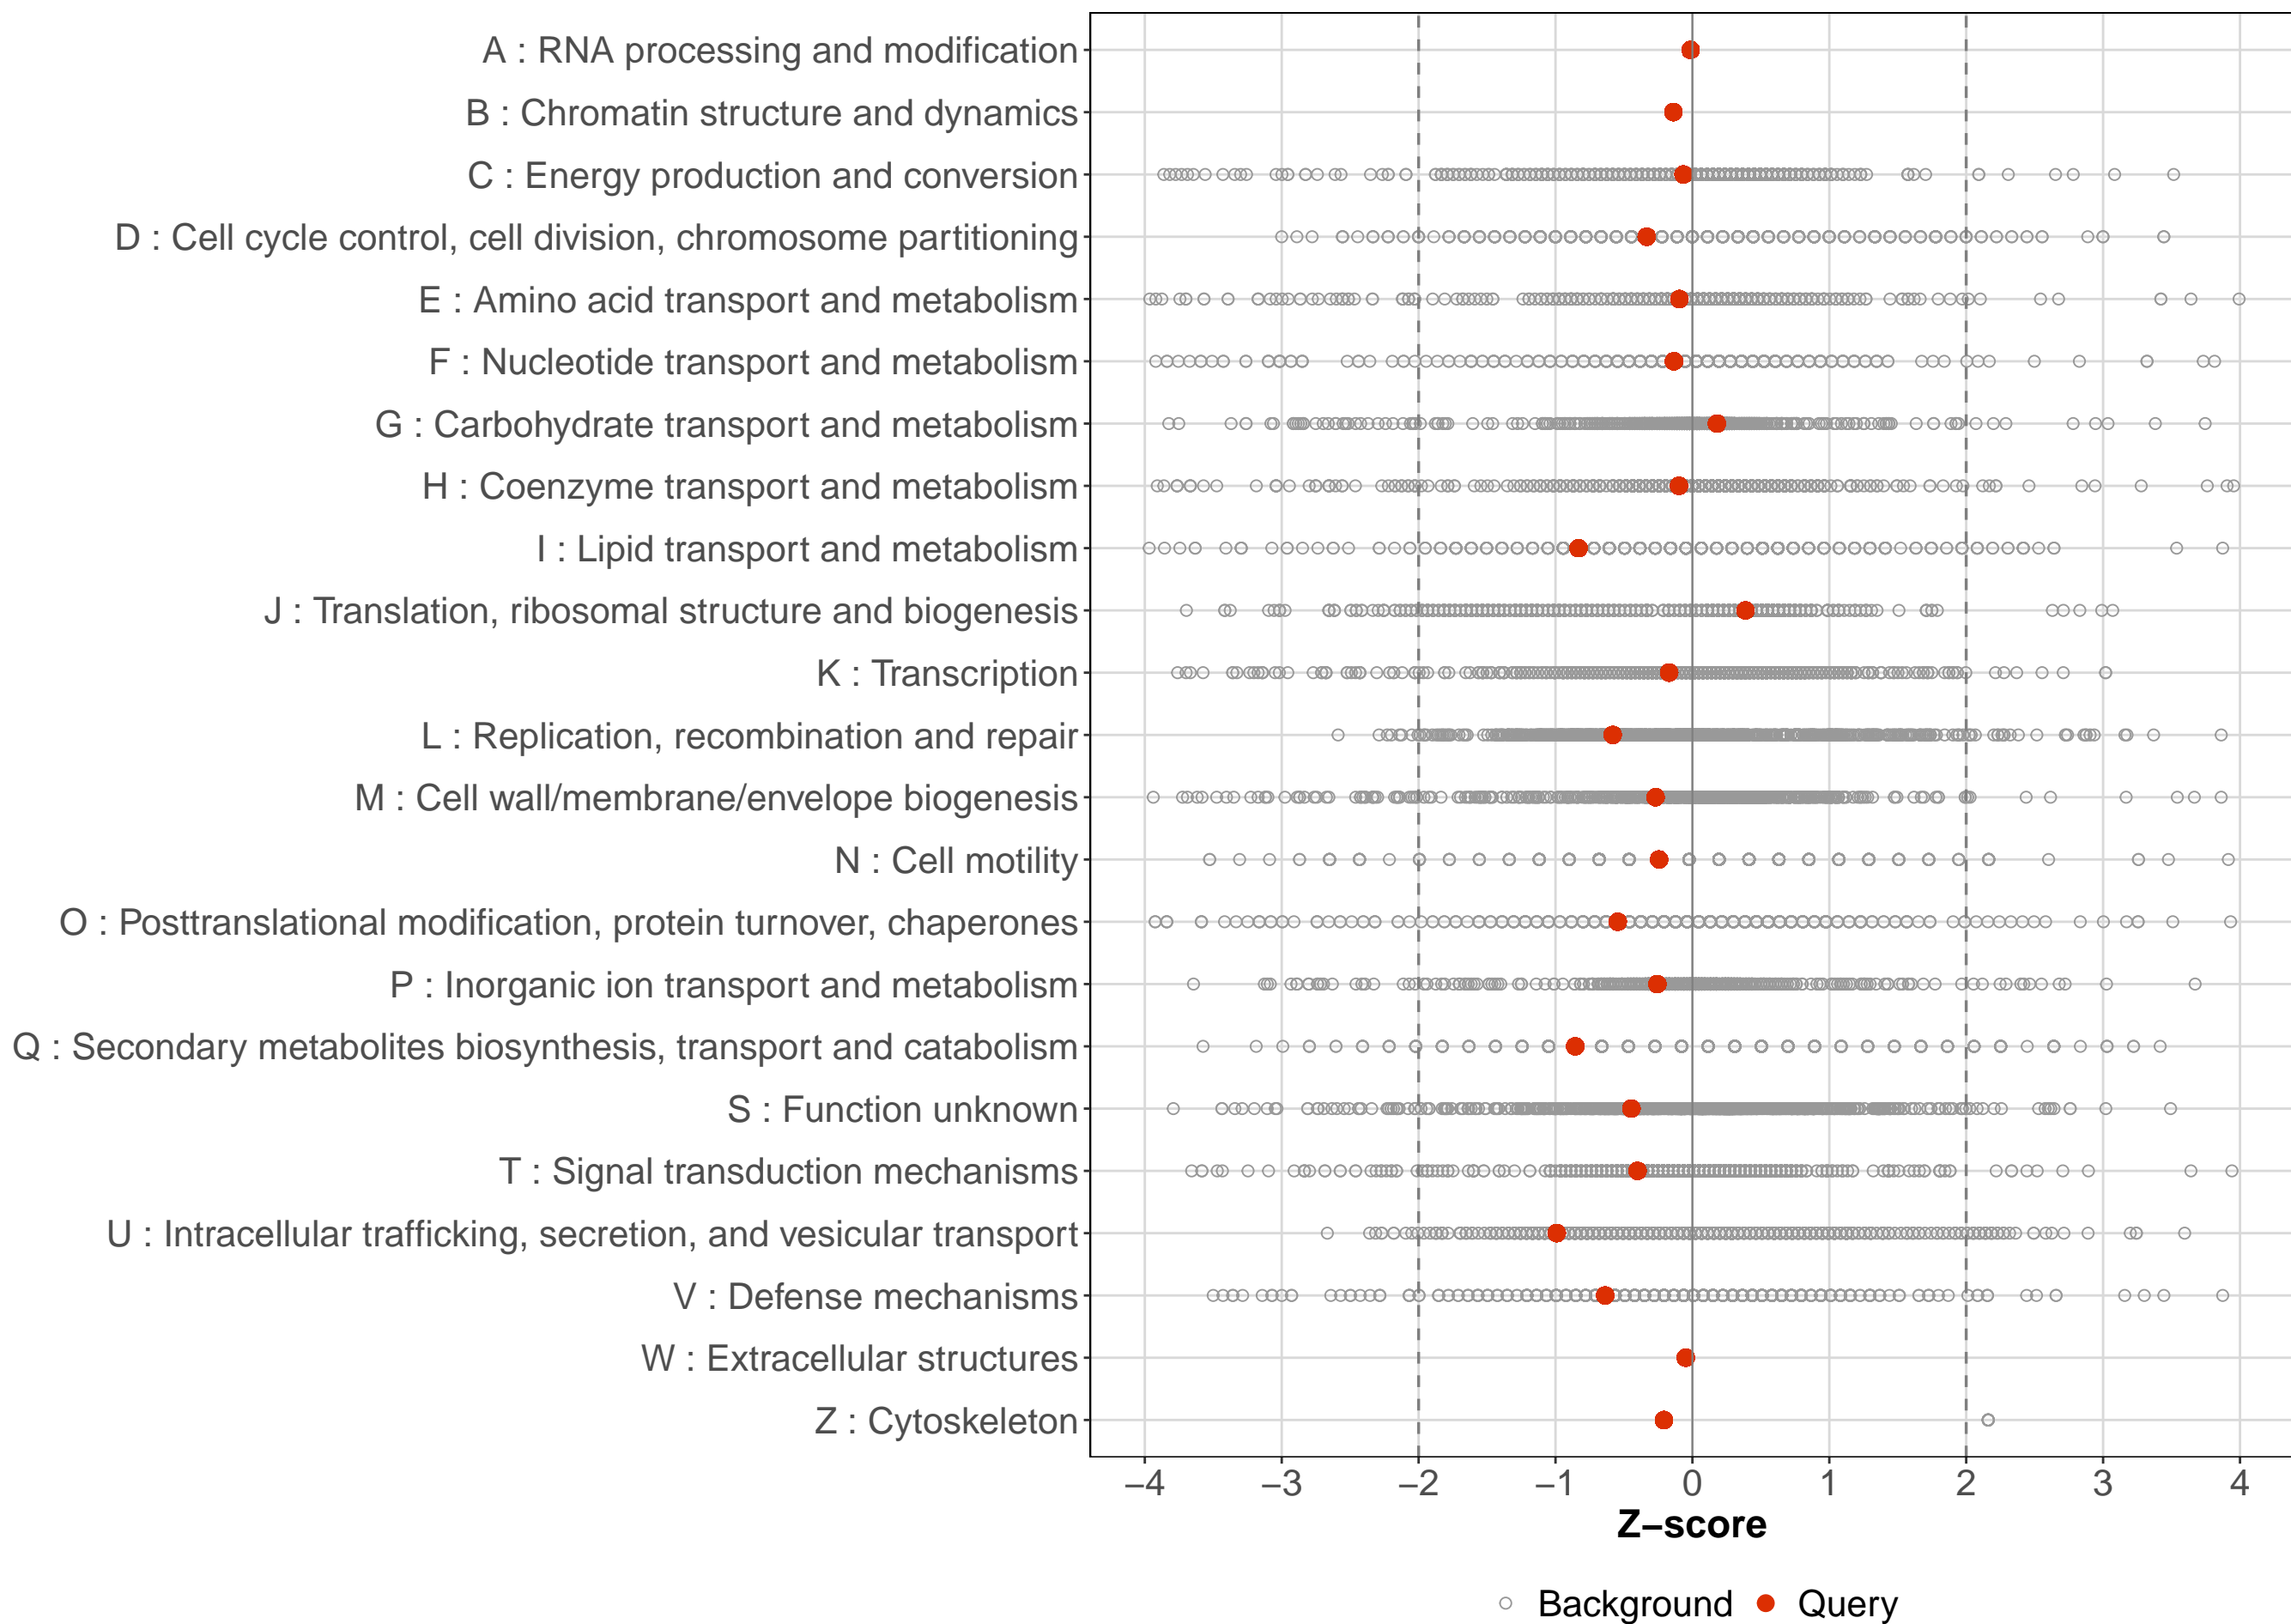 A : RNA processing and modification
B : Chromatin structure and dynamics
C : Energy production and conversion
D : Cell cycle control, cell division, chromosome partitioning
E : Amino acid transport and metabolism
F : Nucleotide transport and metabolism
G : Carbohydrate transport and metabolism
H : Coenzyme transport and metabolism
I : Lipid transport and metabolism
J : Translation, ribosomal structure and biogenesis
K : Transcription
L : Replication, recombination and repair
M : Cell wall/membrane/envelope biogenesis
N : Cell motility
O : Posttranslational modification, protein turnover, chaperones
P : Inorganic ion transport and metabolism
Q : Secondary metabolites biosynthesis, transport and catabolism
S : Function unknown
T : Signal transduction mechanisms
U : Intracellular trafficking, secretion, and vesicular transport
V : Defense mechanisms
W : Extracellular structures
Z : Cytoskeleton
−4 −3 −2 −1 0 1 2 3 4
Z−score
Background Query